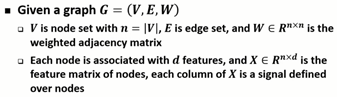 ▪ Given a graph G = (V, E, W)
▫ V is node set with n = |V|, E is edge set, and W ∈ R^{n×n} is the
weighted adjacency matrix
▫ Each node is associated with d features, and X ∈ R^{n×d} is the
feature matrix of nodes, each column of X is a signal defined
over nodes